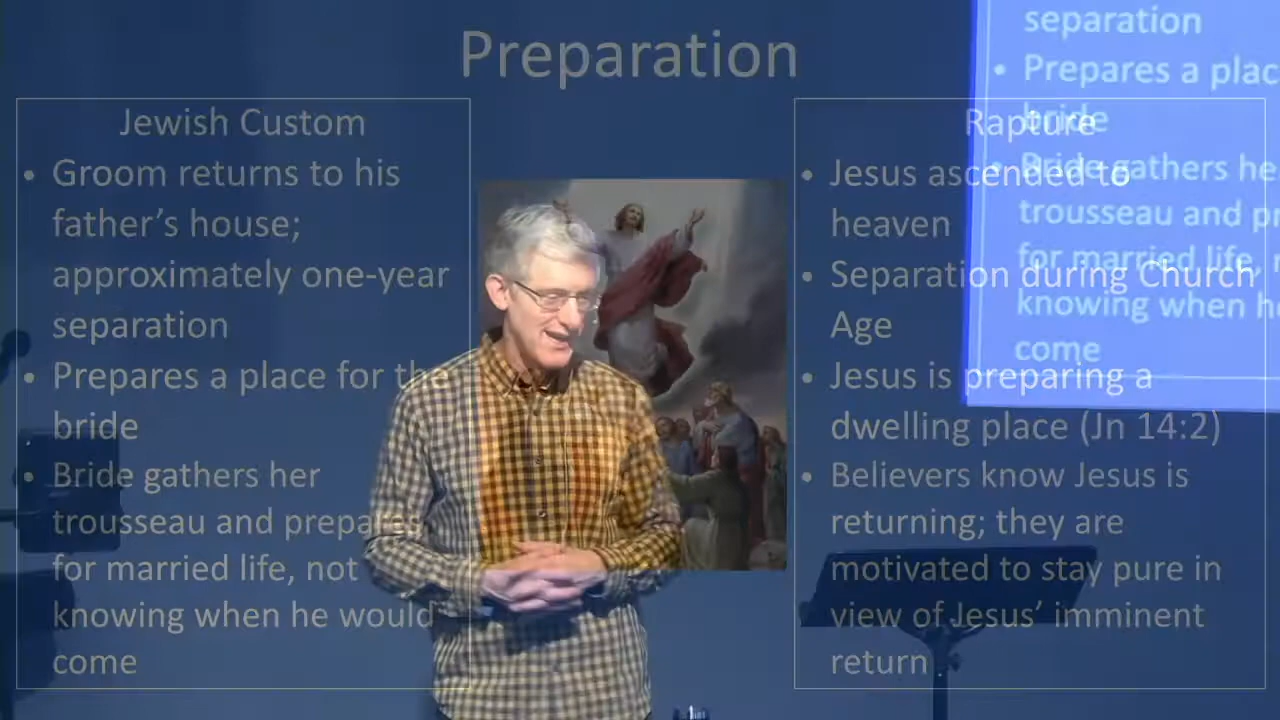 Preparation
Jewish Custom
• Groom returns to his
father’s house;
approximately one-year
separation
• Prepares a place for the
bride
• Bride gathers her
trousseau and prepares
for married life, not
knowing when he would
come
Rapture
• Jesus ascended to
heaven
• Separation during Church
Age
• Jesus is preparing a
dwelling place (Jn 14:2)
• Believers know Jesus is
returning; they are
motivated to stay pure in
view of Jesus’ imminent
return
separation
• Prepares a plac
bride
• Bride gathers he
trousseau and pr
for married life, n
knowing when he
come